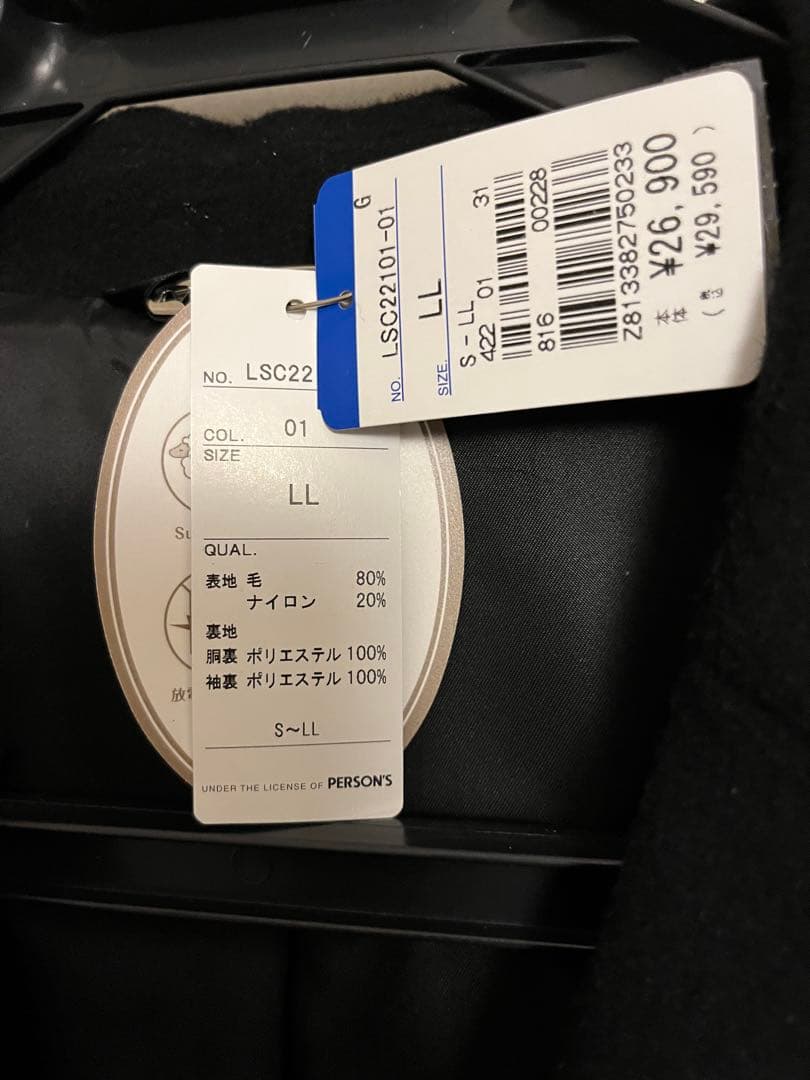 G
NO. LSC22101-01
SIZE. LL
S-LL
422 01 31
816 00228
Z813382750233
本体 ¥26,900
(税込 ¥29,590)
NO. LSC22
COL. 01
SIZE
LL
QUAL.
表地 毛 80%
ナイロン 20%
裏地
胴裏 ポリエステル 100%
袖裏 ポリエステル 100%
S～LL
UNDER THE LICENSE OF PERSON'S
Su
放